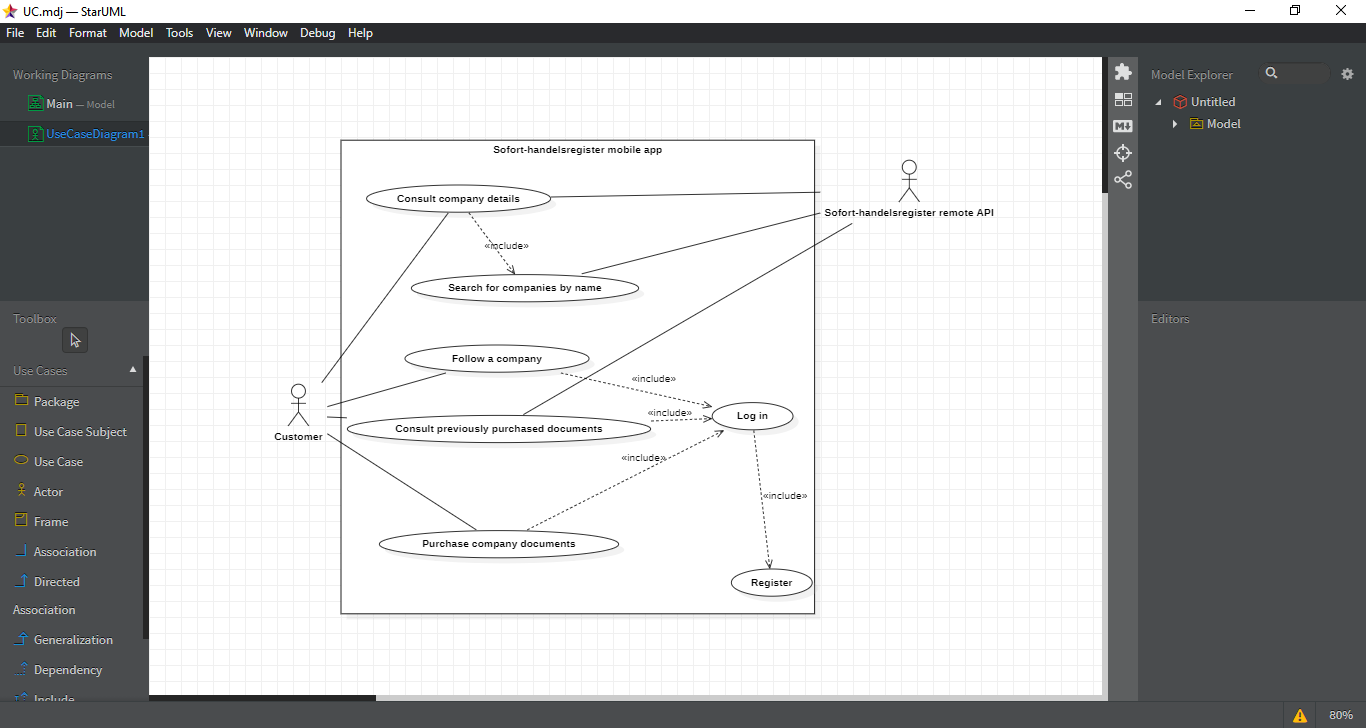 UC.mdj — StarUML
File Edit Format Model Tools View Window Debug Help
Working Diagrams
Main — Model
UseCaseDiagram1
Toolbox
Use Cases
Package
Use Case Subject
Use Case
Actor
Frame
Association
Directed
Association
Generalization
Dependency
Include
Sofort-handelsregister mobile app
Consult company details
«include»
Search for companies by name
Follow a company
«include»
Consult previously purchased documents
«include»
Log in
«include»
«include»
Purchase company documents
Register
Customer
Sofort-handelsregister remote API
M
Model Explorer
Untitled
Model
Editors
80%